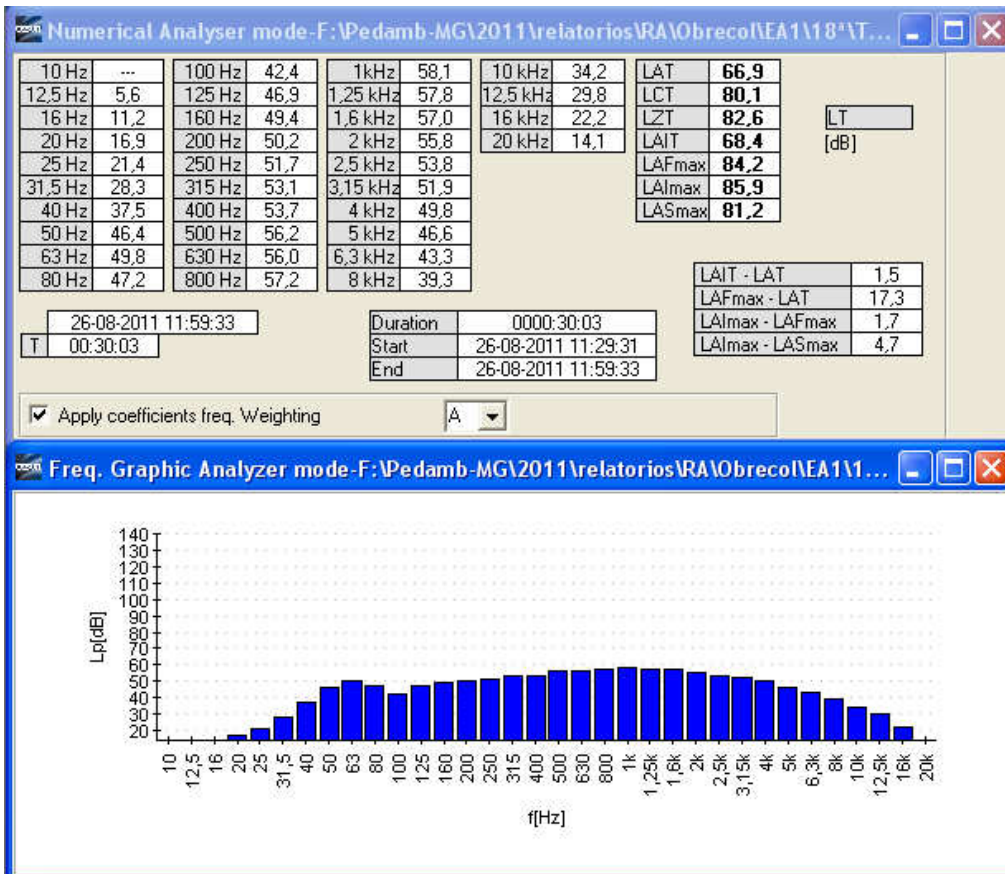 Numerical Analyser mode-F:\Pedamb-MG\2011\relatorios\RA\Obrecol\EA1\18ª\T...
10 Hz --- 100 Hz 42,4 1kHz 58,1 10 kHz 34,2 LAT 66,9
12,5 Hz 5,6 125 Hz 46,9 1,25 kHz 57,8 12,5 kHz 29,8 LCT 80,1
16 Hz 11,2 160 Hz 49,4 1,6 kHz 57,0 16 kHz 22,2 LZT 82,6 LT
20 Hz 16,9 200 Hz 50,2 2 kHz 55,8 20 kHz 14,1 LAIT 68,4 [dB]
25 Hz 21,4 250 Hz 51,7 2,5 kHz 53,8 LAFmax 84,2
31,5 Hz 28,3 315 Hz 53,1 3,15 kHz 51,9 LAImax 85,9
40 Hz 37,5 400 Hz 53,7 4 kHz 49,8 LASmax 81,2
50 Hz 46,4 500 Hz 56,2 5 kHz 46,6
63 Hz 49,8 630 Hz 56,0 6,3 kHz 43,3
80 Hz 47,2 800 Hz 57,2 8 kHz 39,3
LAIT - LAT 1,5
LAFmax - LAT 17,3
LAImax - LAFmax 1,7
LAImax - LASmax 4,7
26-08-2011 11:59:33
T 00:30:03
Duration 0000:30:03
Start 26-08-2011 11:29:31
End 26-08-2011 11:59:33
Apply coefficients freq. Weighting A
Freq. Graphic Analyzer mode-F:\Pedamb-MG\2011\relatorios\RA\Obrecol\EA1\1...
Lp[dB]
140
130
120
110
100
90
80
70
60
50
40
30
20
10 12,5 16 20 25 31,5 40 50 63 80 100 125 160 200 250 315 400 500 630 800 1k 1,25k 1,6k 2k 2,5k 3,15k 4k 5k 6,3k 8k 10k 12,5k 16k 20k
f[Hz]